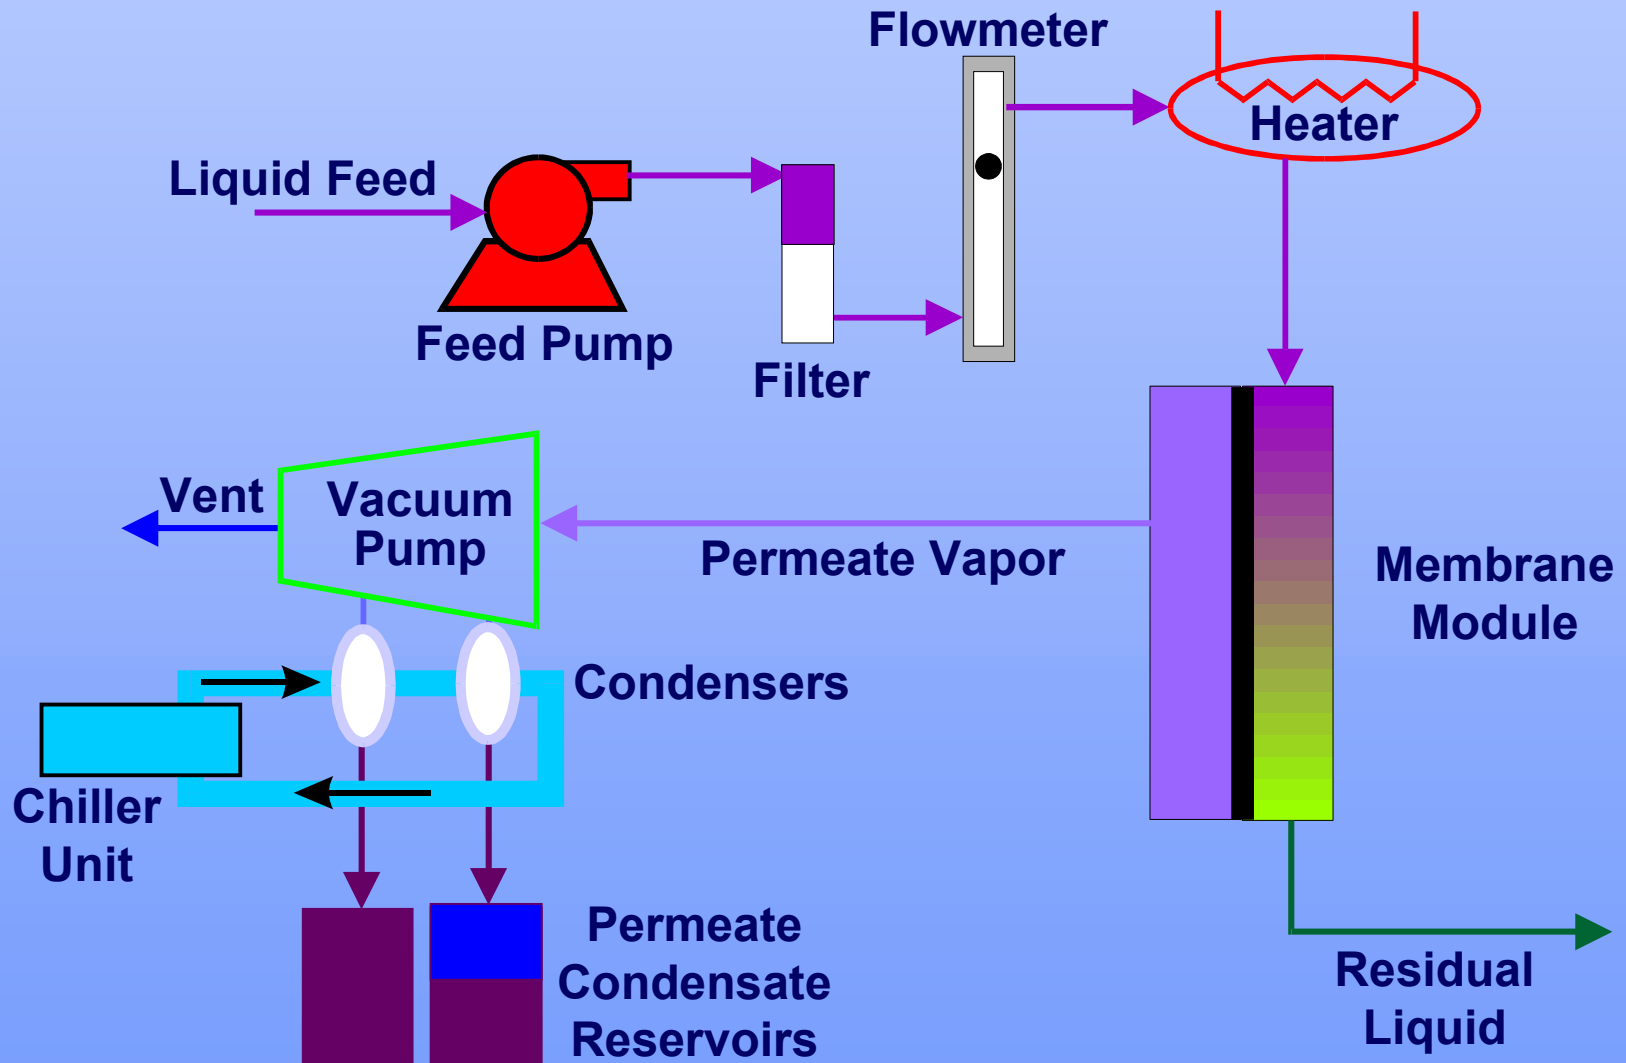 Flowmeter
Heater
Liquid Feed
Feed Pump
Filter
Vent
Vacuum
Pump
Permeate Vapor
Membrane
Module
Condensers
Chiller
Unit
Permeate
Condensate
Reservoirs
Residual
Liquid